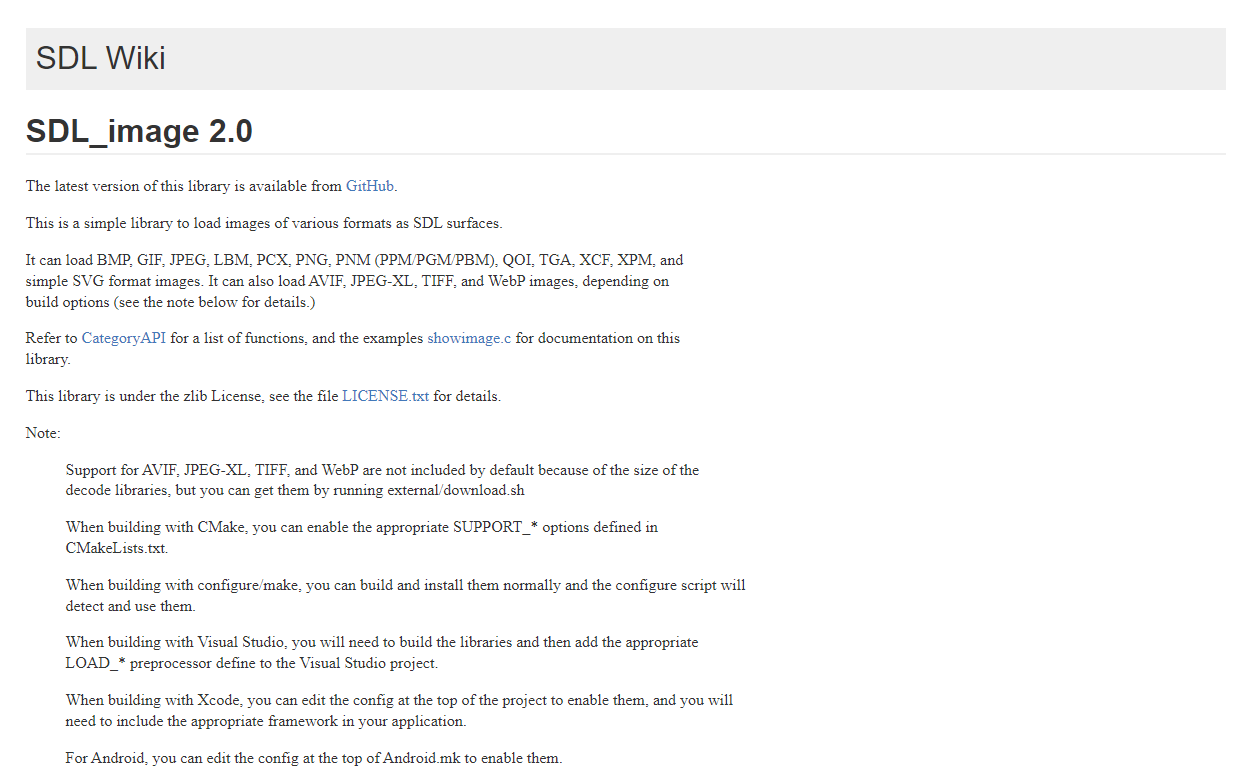 SDL Wiki
SDL_image 2.0
The latest version of this library is available from GitHub.
This is a simple library to load images of various formats as SDL surfaces.
It can load BMP, GIF, JPEG, LBM, PCX, PNG, PNM (PPM/PGM/PBM), QOI, TGA, XCF, XPM, and
simple SVG format images. It can also load AVIF, JPEG-XL, TIFF, and WebP images, depending on
build options (see the note below for details.)
Refer to CategoryAPI for a list of functions, and the examples showimage.c for documentation on this
library.
This library is under the zlib License, see the file LICENSE.txt for details.
Note:
Support for AVIF, JPEG-XL, TIFF, and WebP are not included by default because of the size of the
decode libraries, but you can get them by running external/download.sh
When building with CMake, you can enable the appropriate SUPPORT_* options defined in
CMakeLists.txt.
When building with configure/make, you can build and install them normally and the configure script will
detect and use them.
When building with Visual Studio, you will need to build the libraries and then add the appropriate
LOAD_* preprocessor define to the Visual Studio project.
When building with Xcode, you can edit the config at the top of the project to enable them, and you will
need to include the appropriate framework in your application.
For Android, you can edit the config at the top of Android.mk to enable them.